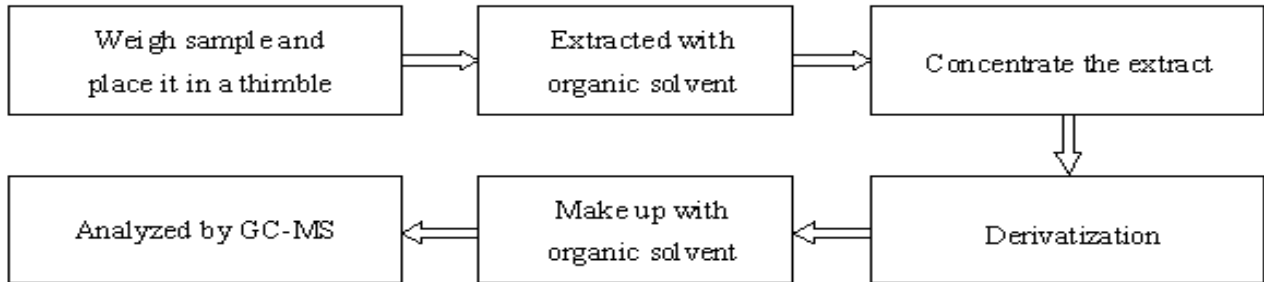 Weigh sample and
place it in a thimble
Extracted with
organic solvent
Concentrate the extract
Derivatization
Make up with
organic solvent
Analyzed by GC-MS